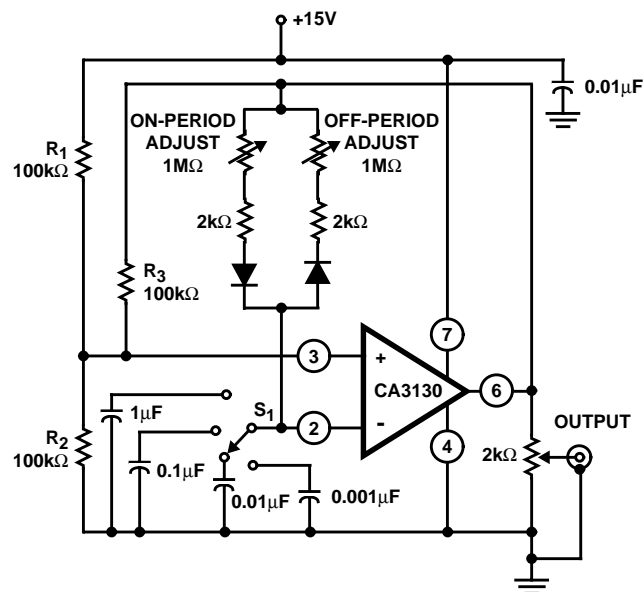 +15V
0.01µF
ON-PERIOD
ADJUST
1MΩ
OFF-PERIOD
ADJUST
1MΩ
R1
100kΩ
2kΩ
2kΩ
R3
100kΩ
7
3
+
CA3130
6
S1
2
-
4
OUTPUT
1µF
R2
100kΩ
0.1µF
2kΩ
0.01µF
0.001µF